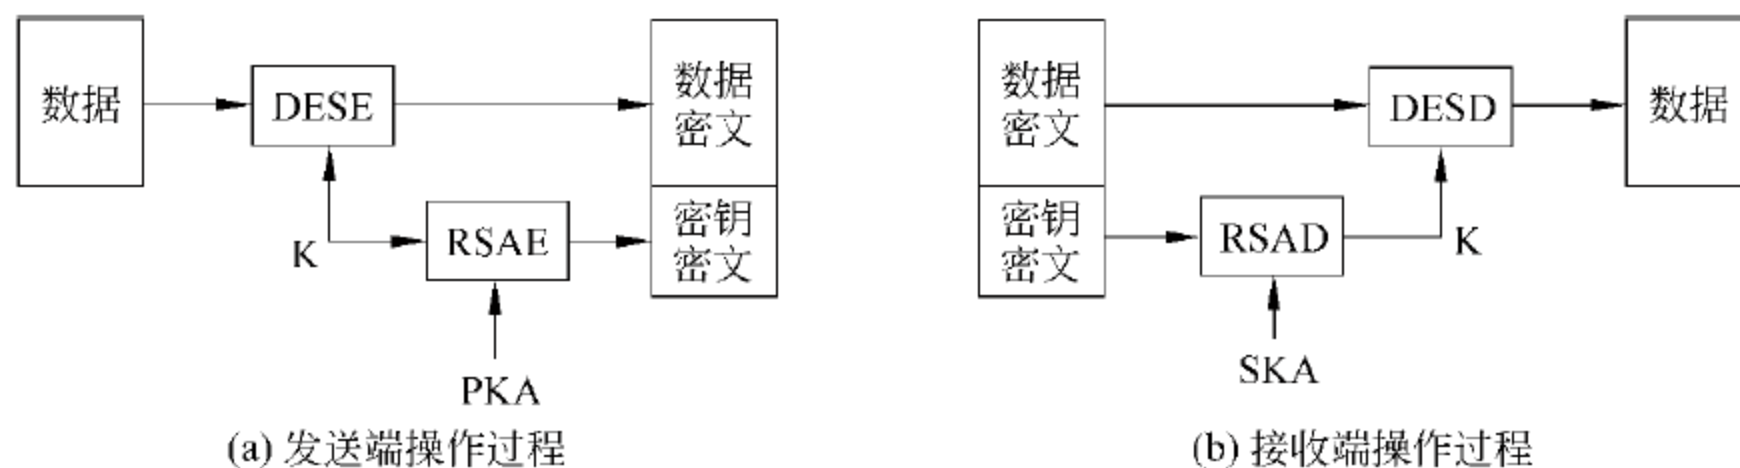 数据
DESE
数据
密文
K
RSAE
密钥
密文
PKA
(a) 发送端操作过程
数据
密文
DESD
数据
密钥
密文
RSAD
K
SKA
(b) 接收端操作过程